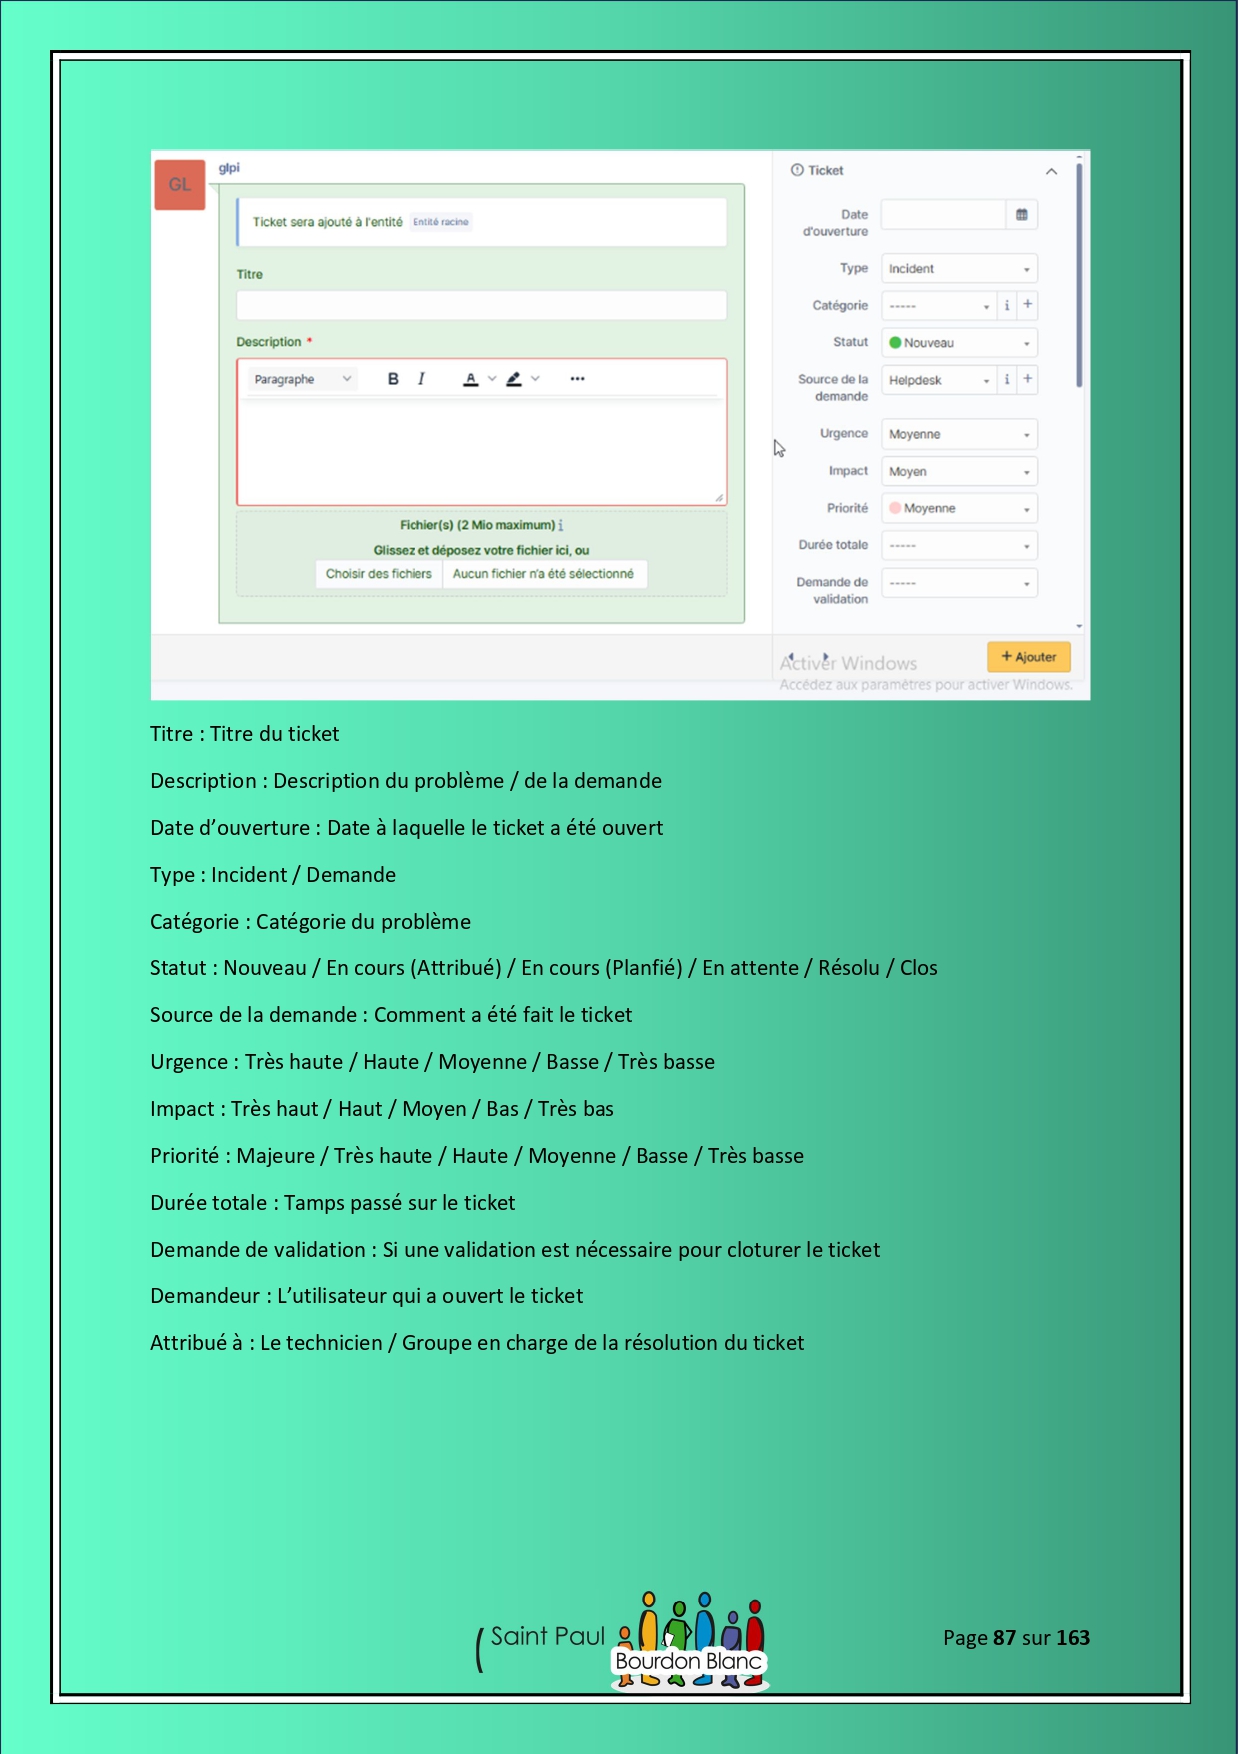 GL
glpi
Ticket sera ajouté à l'entité Entité racine
Titre
Description *
Paragraphe B I A
Fichier(s) (2 Mio maximum) i
Glissez et déposez votre fichier ici, ou
Choisir des fichiers Aucun fichier n'a été sélectionné
Ticket
Date
d'ouverture
Type Incident
Catégorie ----- i +
Statut Nouveau
Source de la
demande
Helpdesk i +
Urgence Moyenne
Impact Moyen
Priorité Moyenne
Durée totale -----
Demande de
validation
-----
+ Ajouter
Activer Windows
Accédez aux paramètres pour activer Windows.
Titre : Titre du ticket
Description : Description du problème / de la demande
Date d’ouverture : Date à laquelle le ticket a été ouvert
Type : Incident / Demande
Catégorie : Catégorie du problème
Statut : Nouveau / En cours (Attribué) / En cours (Planfié) / En attente / Résolu / Clos
Source de la demande : Comment a été fait le ticket
Urgence : Très haute / Haute / Moyenne / Basse / Très basse
Impact : Très haut / Haut / Moyen / Bas / Très bas
Priorité : Majeure / Très haute / Haute / Moyenne / Basse / Très basse
Durée totale : Tamps passé sur le ticket
Demande de validation : Si une validation est nécessaire pour cloturer le ticket
Demandeur : L’utilisateur qui a ouvert le ticket
Attribué à : Le technicien / Groupe en charge de la résolution du ticket
Saint Paul
Bourdon Blanc
Page 87 sur 163